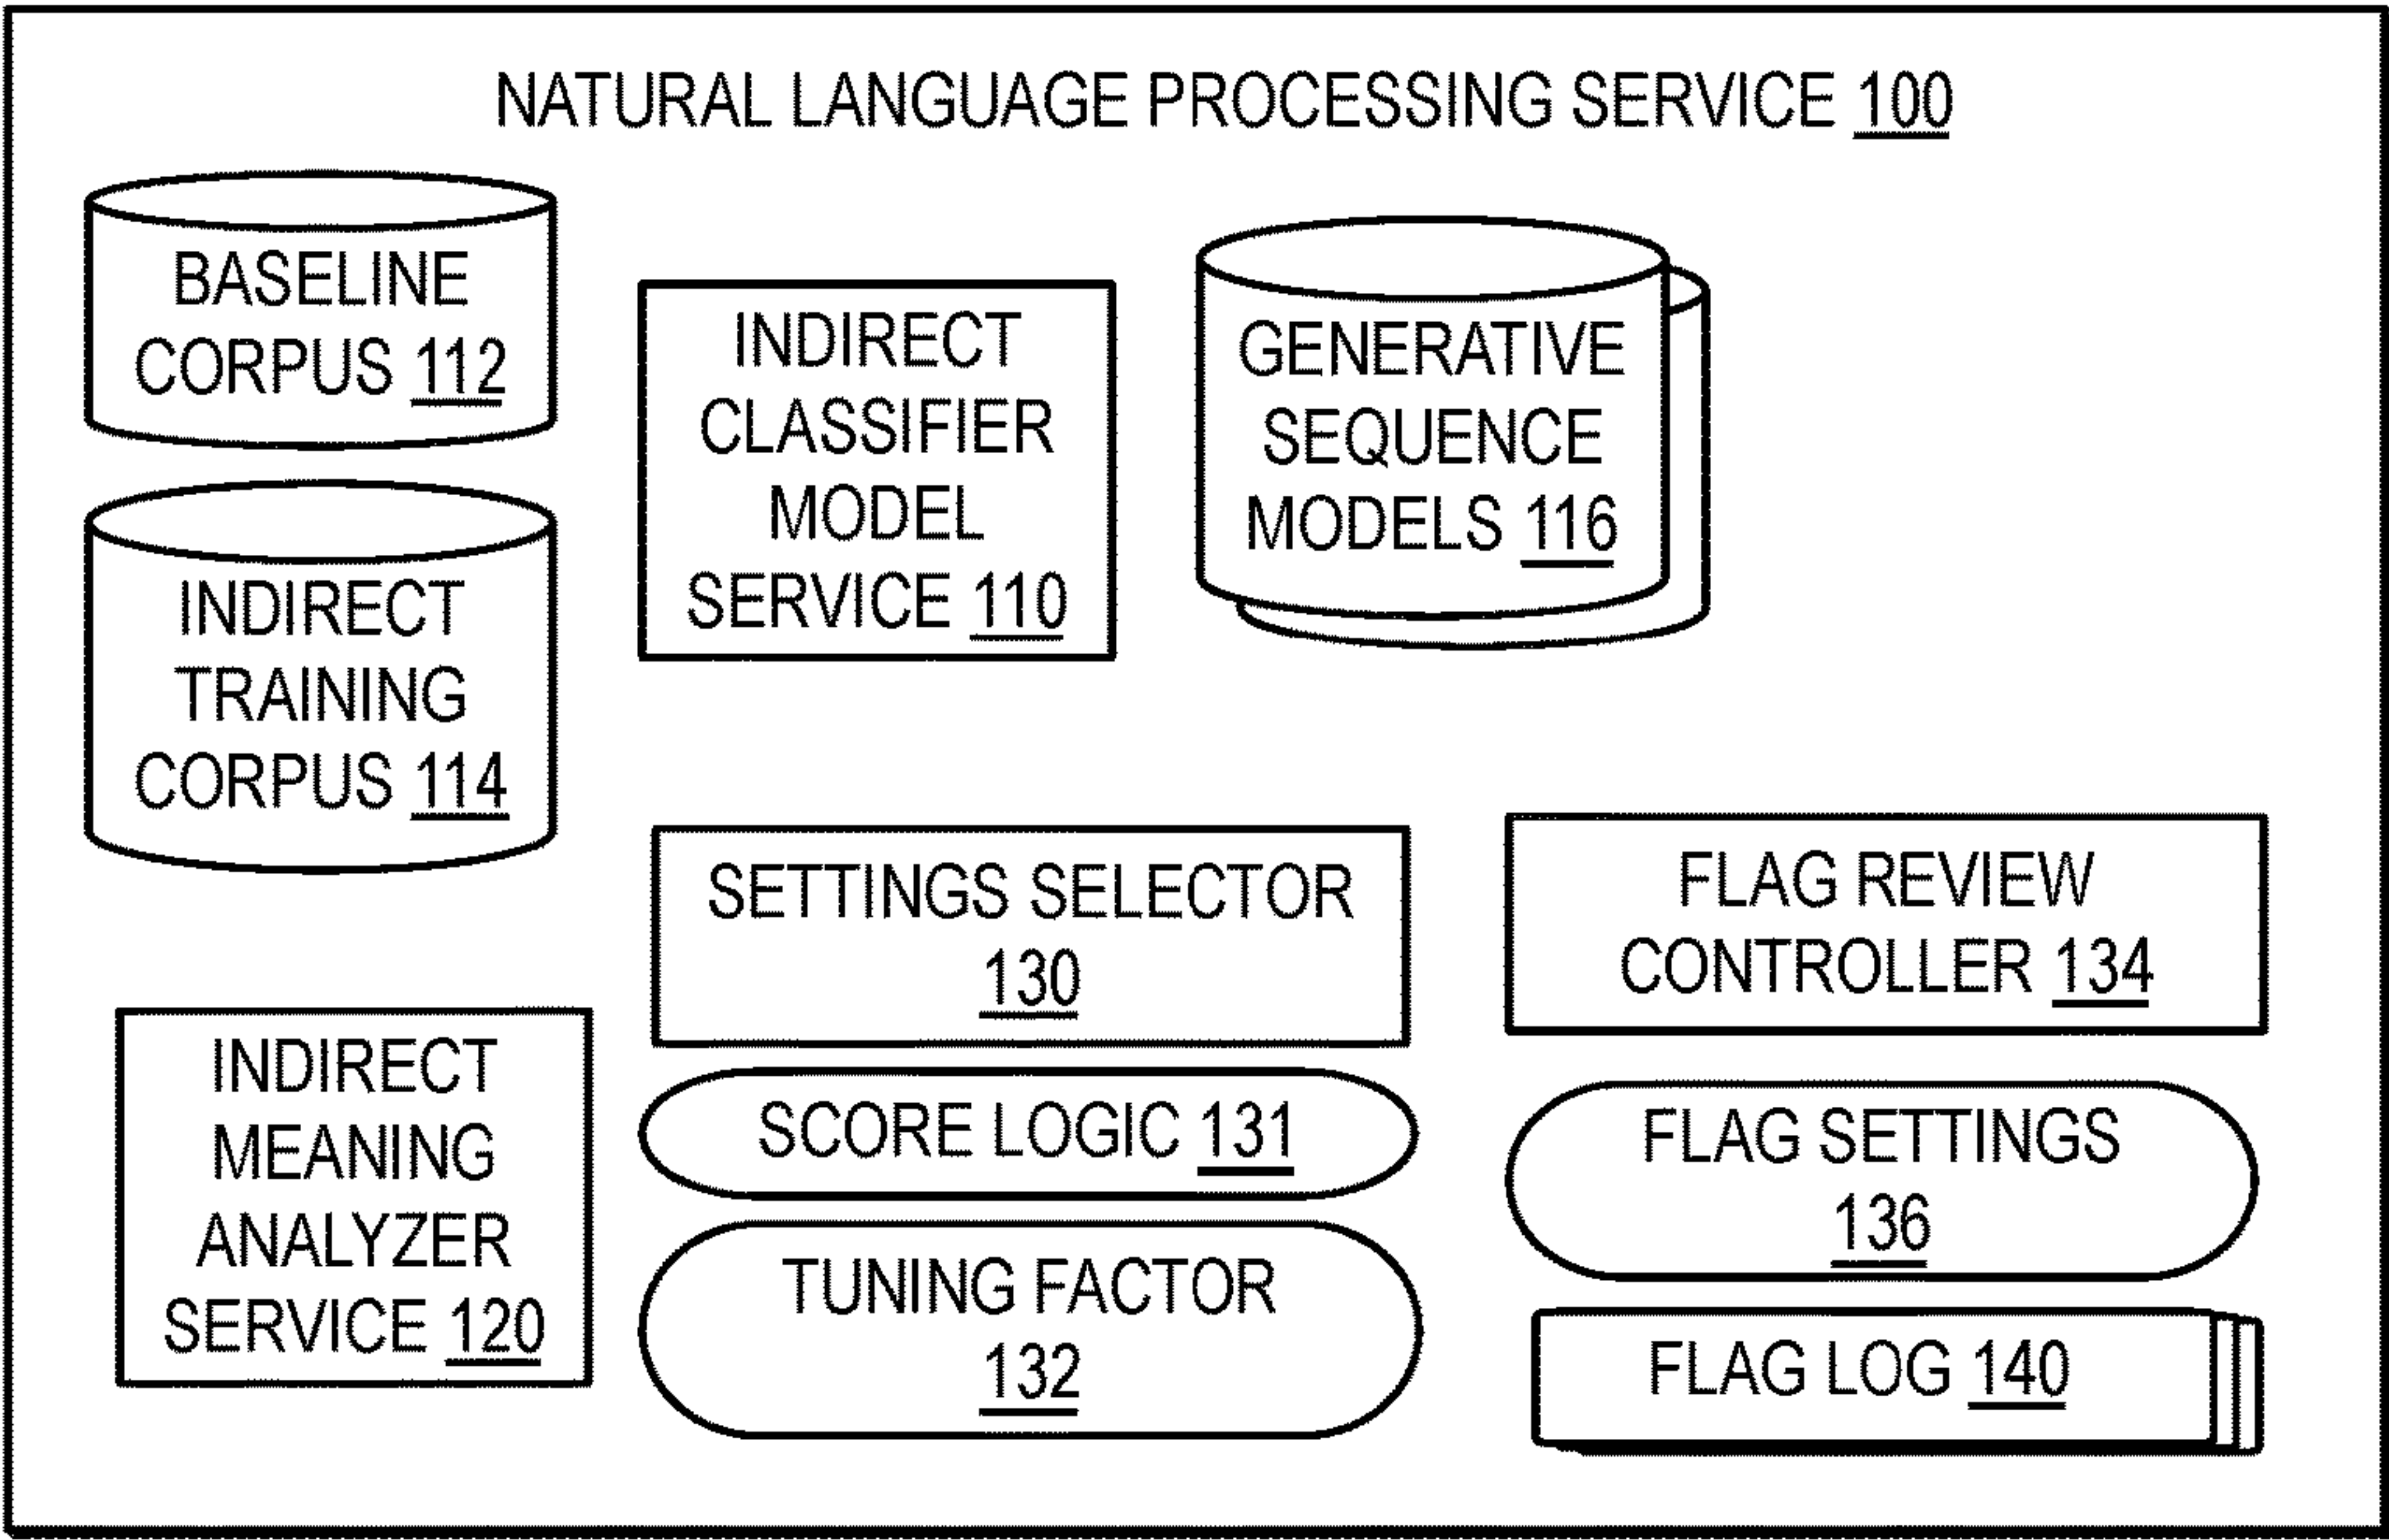 NATURAL LANGUAGE PROCESSING SERVICE 100
BASELINE
CORPUS 112
INDIRECT
TRAINING
CORPUS 114
INDIRECT
CLASSIFIER
MODEL
SERVICE 110
GENERATIVE
SEQUENCE
MODELS 116
INDIRECT
MEANING
ANALYZER
SERVICE 120
SETTINGS SELECTOR
130
SCORE LOGIC 131
TUNING FACTOR
132
FLAG REVIEW
CONTROLLER 134
FLAG SETTINGS
136
FLAG LOG 140